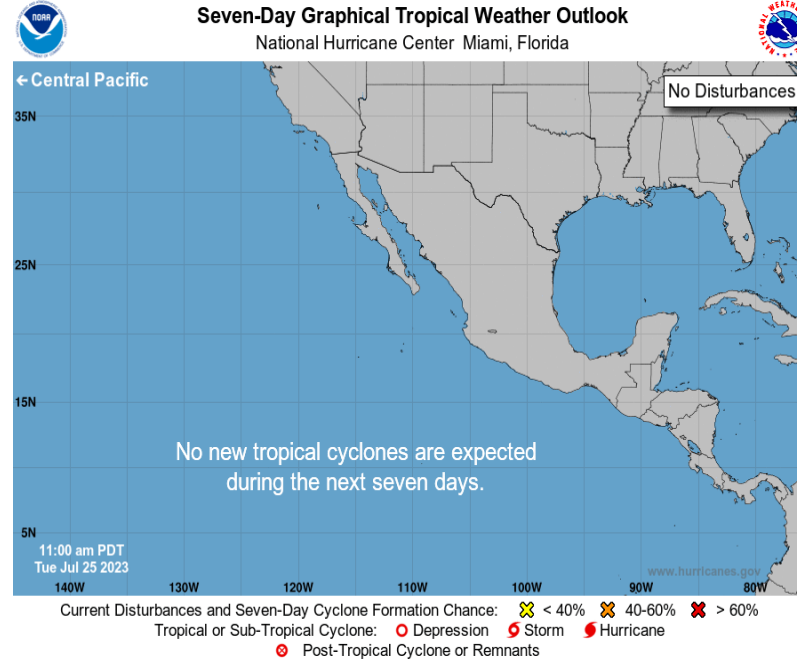 NOAA
Seven-Day Graphical Tropical Weather Outlook
National Hurricane Center Miami, Florida
NATIONAL WEATHE
←Central Pacific
No Disturbances
35N
25N
15N
No new tropical cyclones are expected
during the next seven days.
5N
11:00 am PDT
Tue Jul 25 2023
www.hurricanes.gov
140W 130W 120W 110W 100W 90W 80W
Current Disturbances and Seven-Day Cyclone Formation Chance: < 40% 40-60% > 60%
Tropical or Sub-Tropical Cyclone: Depression Storm Hurricane
Post-Tropical Cyclone or Remnants